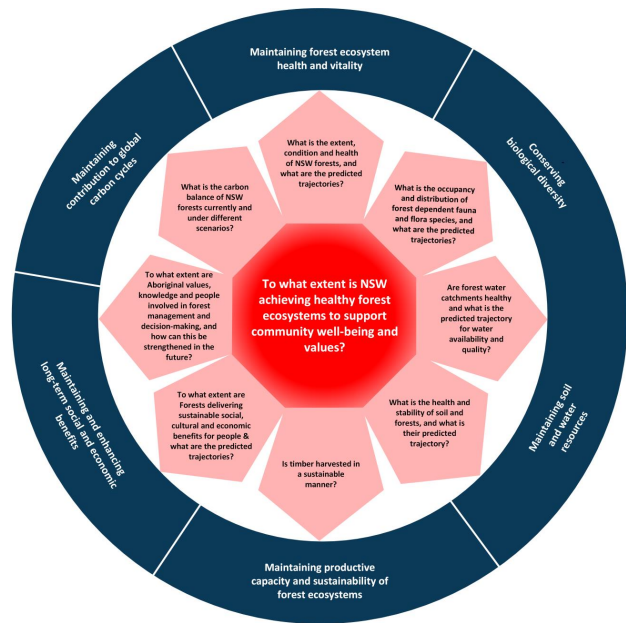 Maintaining forest ecosystem
health and vitality
Conserving
biological diversity
Maintaining soil
and water
resources
Maintaining productive
capacity and sustainability of
forest ecosystems
Maintaining and enhancing
long-term social and economic
benefits
Maintaining
contribution to global
carbon cycles
What is the extent,
condition and health
of NSW forests, and
what are the predicted
trajectories?
What is the occupancy
and distribution of
forest dependent fauna
and flora species, and
what are the predicted
trajectories?
Are forest water
catchments healthy
and what is the
predicted trajectory
for water
availability and
quality?
What is the health and
stability of soil and
forests, and what is
their predicted
trajectory?
Is timber harvested in
a sustainable
manner?
To what extent are
Forests delivering
sustainable social,
cultural and economic
benefits for people &
what are the predicted
trajectories?
To what extent are
Aboriginal values,
knowledge and people
involved in forest
management and
decision-making, and
how can this be
strengthened in the
future?
What is the carbon
balance of NSW
forests currently and
under different
scenarios?
To what extent is NSW
achieving healthy forest
ecosystems to support
community well-being and
values?